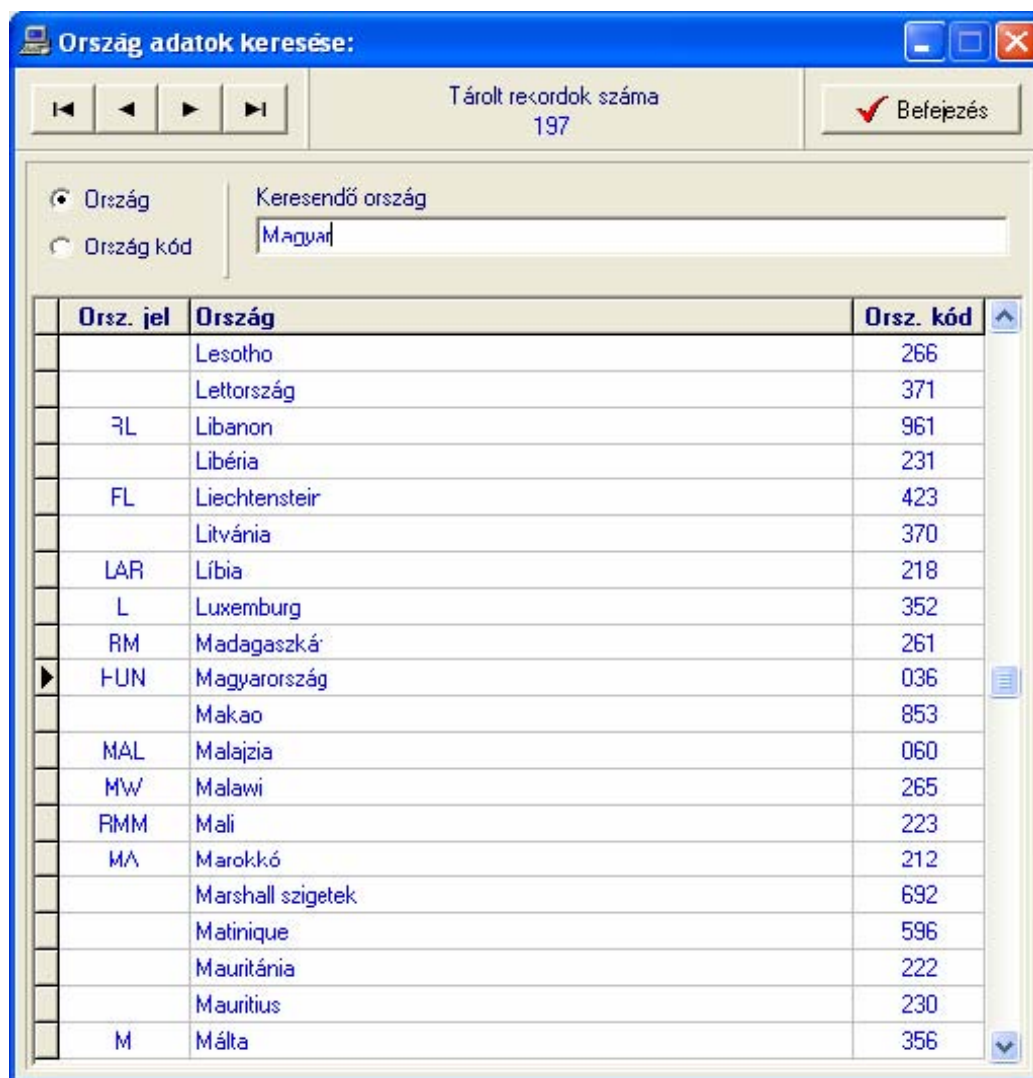 Ország adatok keresése:
Tárolt rekordok száma
197
Befejezés
Ország
Ország kód
Keresendő ország
Magyar
Orsz. jel Ország Orsz. kód
Lesotho 266
Lettország 371
RL Libanon 961
Libéria 231
FL Liechtenstein 423
Litvánia 370
LAR Líbia 218
L Luxemburg 352
RM Madagaszkár 261
HUN Magyarország 036
Makao 853
MAL Malajzia 060
MW Malawi 265
RMM Mali 223
MA Marokkó 212
Marshall szigetek 692
Matinique 596
Mauritánia 222
Mauritius 230
M Málta 356